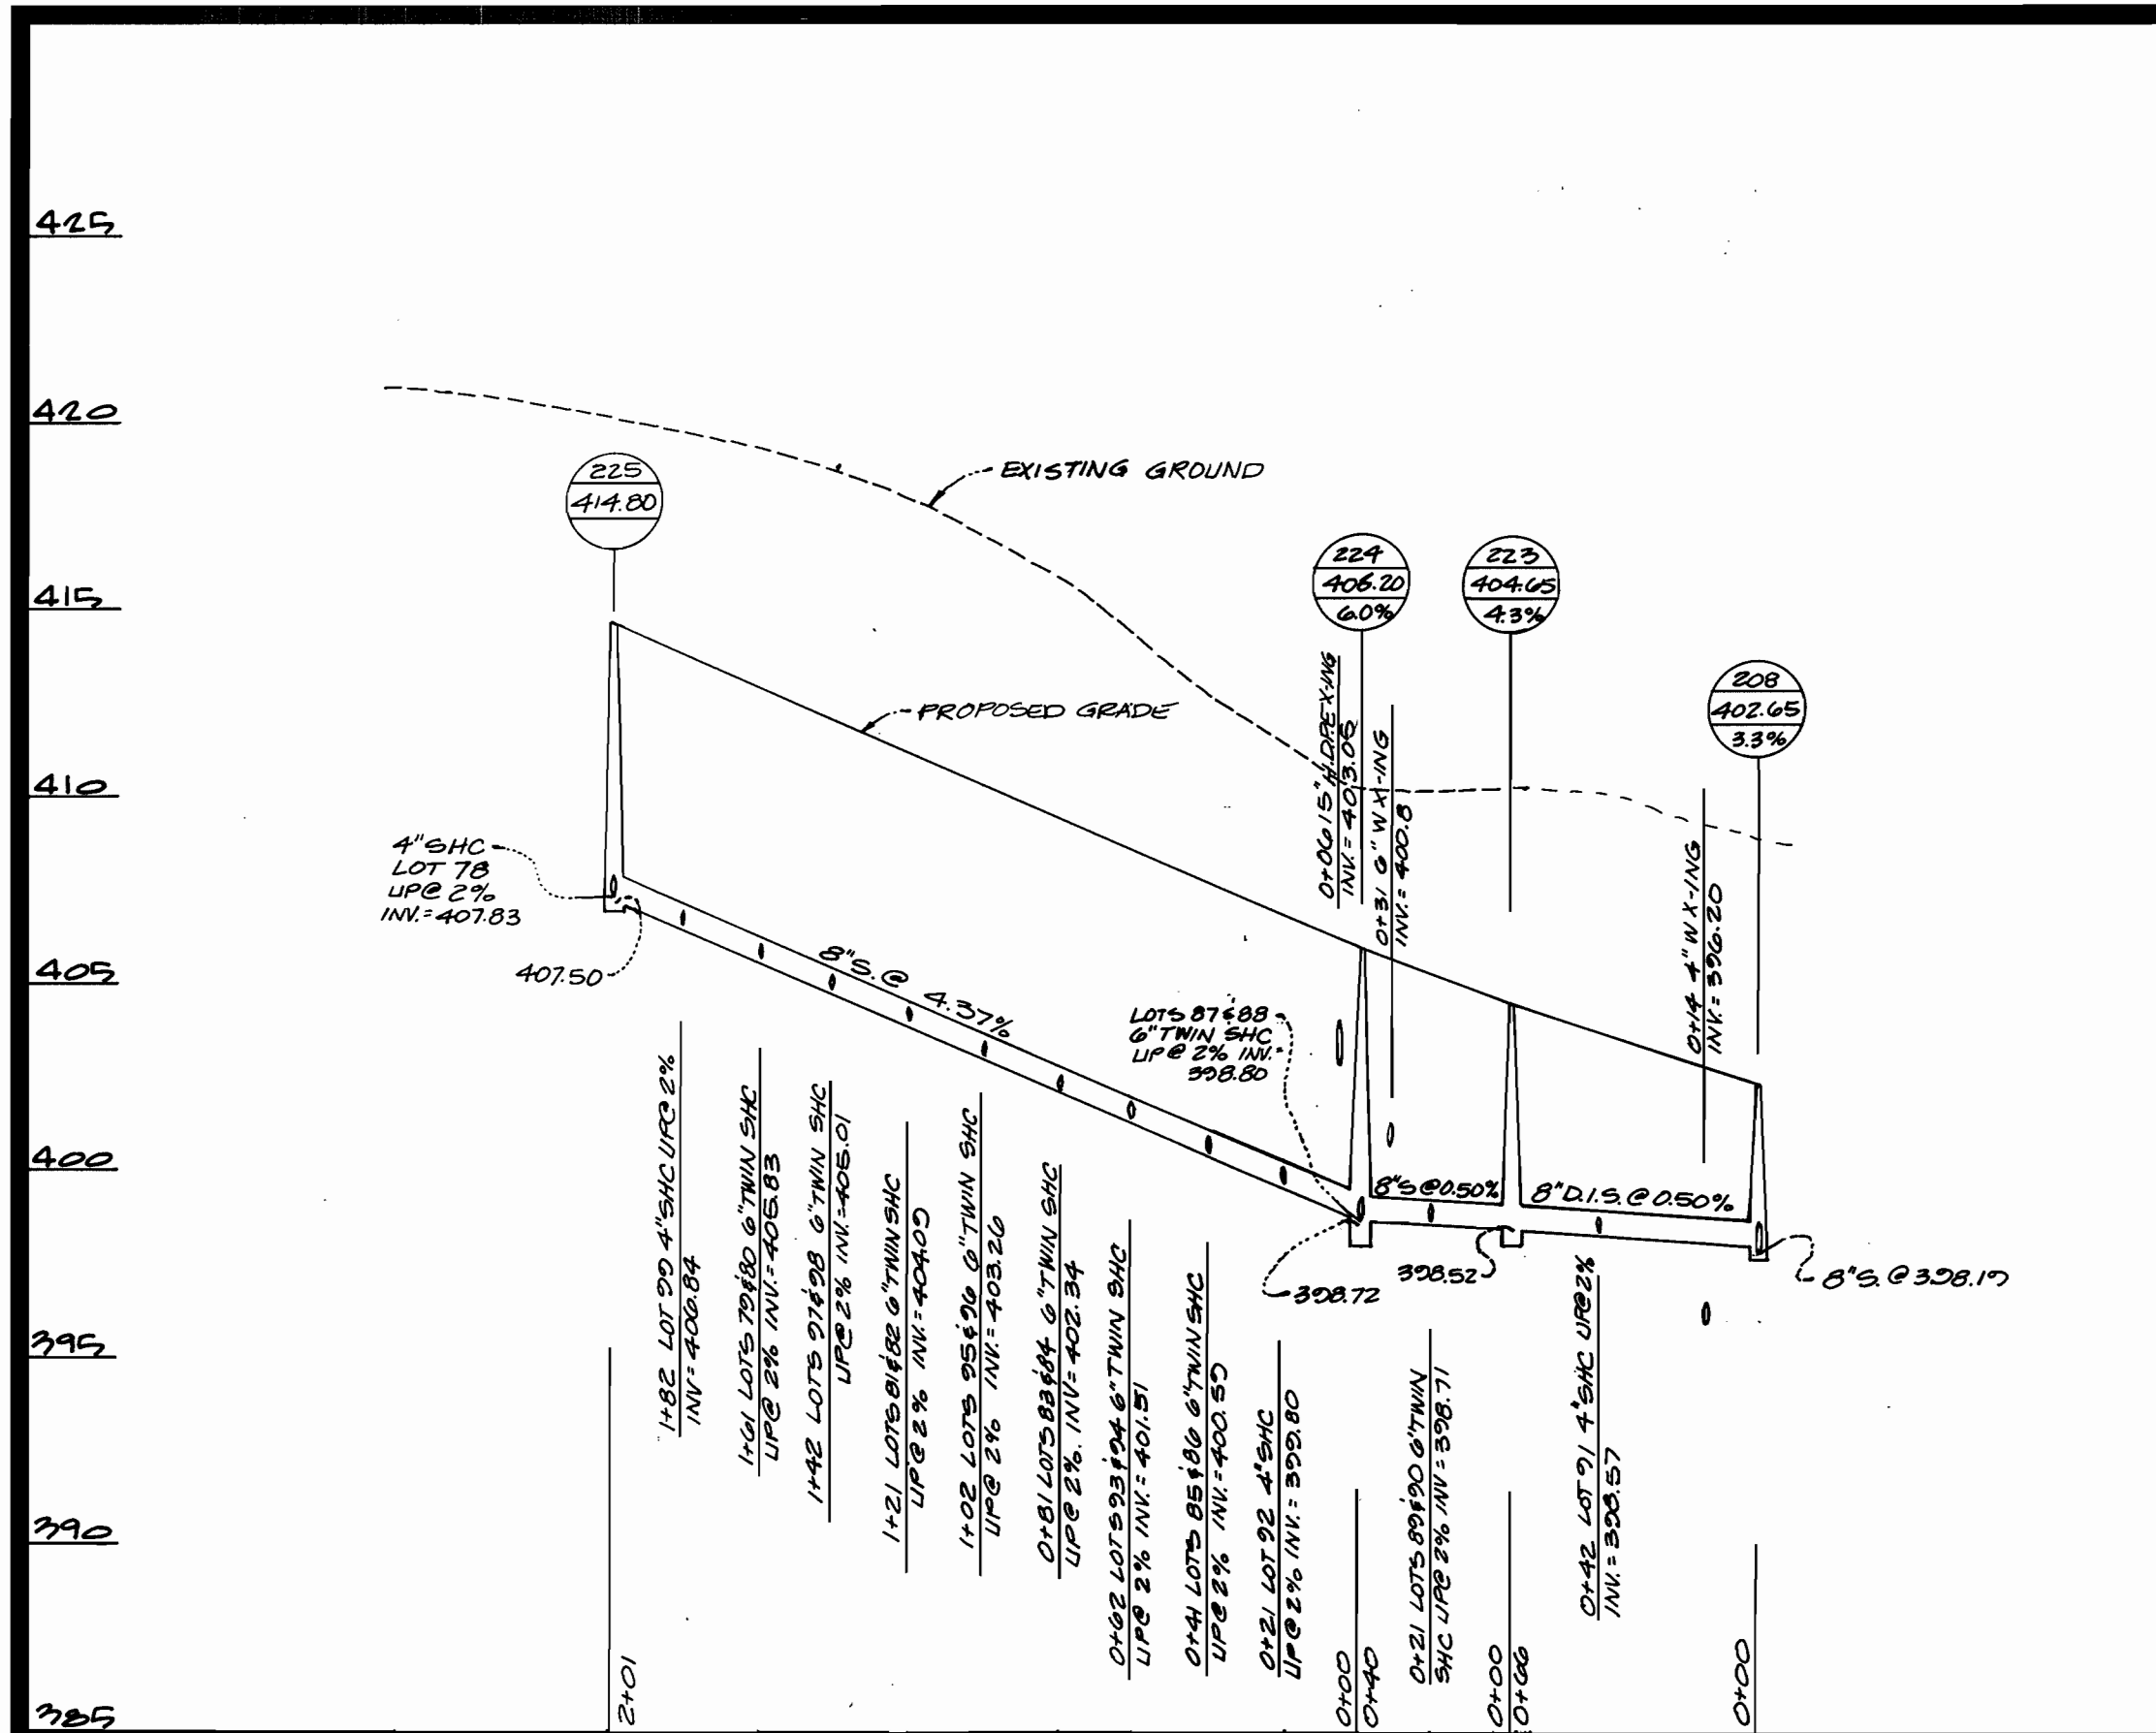 425
420
415
410
405
400
395
390
385
225
414.80
EXISTING GROUND
PROPOSED GRADE
224
406.20
6.0%
223
404.65
4.3%
208
402.65
3.3%
0+06 15" H.D.P.E X-ING
INV. = 403.05
0+31 6" W X-ING
INV. = 400.8
0+14 4" W X-ING
INV. = 396.20
4" SHC
LOT 78
UP@ 2%
INV. = 407.83
407.50
8" S. @ 4.37%
LOTS 87 & 88
6" TWIN SHC
UP@ 2% INV. =
398.80
8" S @ 0.50%
8" D.I.S. @ 0.50%
398.72
398.52
8" S. @ 398.19
1+82 LOT 99 4" SHC UP@ 2%
INV = 406.84
1+61 LOTS 79 & 80 6" TWIN SHC
UP@ 2% INV. = 405.83
1+42 LOTS 97 & 98 6" TWIN SHC
UP@ 2% INV. = 405.01
1+21 LOTS 81 & 82 6" TWIN SHC
UP@ 2% INV. = 404.09
1+02 LOTS 95 & 96 6" TWIN SHC
UP@ 2% INV. = 403.26
0+81 LOTS 83 & 84 6" TWIN SHC
UP@ 2%. INV = 402.34
0+62 LOTS 93 & 94 6" TWIN SHC
UP@ 2% INV. = 401.51
0+41 LOTS 85 & 86 6" TWIN SHC
UP@ 2% INV. = 400.59
0+21 LOT 92 4" SHC
UP@ 2% INV. = 399.80
0+21 LOTS 89 & 90 6" TWIN
SHC UP@ 2% INV = 398.71
0+42 LOT 91 4" SHC UP@ 2%
INV. = 398.57
2+01
0+00
0+40
0+00
0+66
0+00